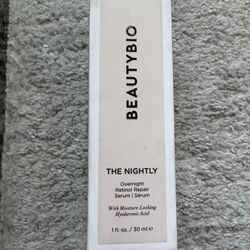 BEAUTYBIO
THE NIGHTLY
Overnight
Retinol Repair
Serum | Sérum
With Moisture-Locking
Hyaluronic Acid
1 fl. oz. / 30 ml ℮